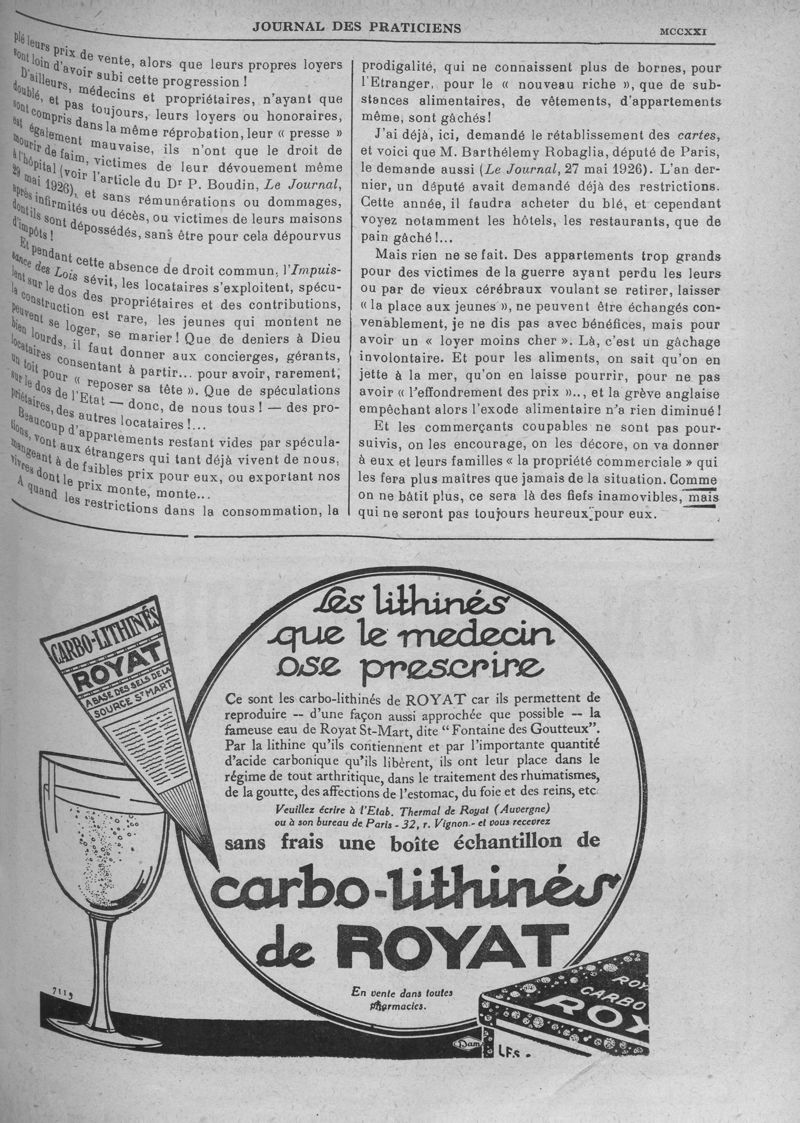 JOURNAL DES PRATICIENS
MCCXXI
plé leurs prix de vente, alors que leurs propres loyers
sont loin d'avoir subi cette progression !
D'ailleurs, médecins et propriétaires, n'ayant que
doublé, et pas toujours, leurs loyers ou honoraires,
sont compris dans la même réprobation, leur « presse »
est également mauvaise, ils n'ont que le droit de
mourir de faim, victimes de leur dévouement même
à l'hôpital (voir l'article du Dr P. Boudin, Le Journal,
29 mai 1926), et sans rémunérations ou dommages,
après infirmités ou décès, ou victimes de leurs maisons
dont ils sont dépossédés, sans être pour cela dépourvus
d'impôts !
Et pendant cette absence de droit commun, l'Impuis-
sance des Lois sévit, les locataires s'exploitent, spécu-
lent sur le dos des propriétaires et des contributions,
la construction est rare, les jeunes qui montent ne
peuvent se loger, se marier ! Que de deniers à Dieu
bien lourds, il faut donner aux concierges, gérants,
locataires consentant à partir... pour avoir, rarement,
un toit pour « reposer sa tête ». Que de spéculations
sur le dos de l'Etat — donc, de nous tous ! — des pro-
priétaires, des autres locataires !...
Beaucoup d'appartements restant vides par spécula-
tions, vont aux étrangers qui tant déjà vivent de nous,
mangeant à de faibles prix pour eux, ou exportant nos
vivres dont le prix monte, monte...
A quand les restrictions dans la consommation, la
prodigalité, qui ne connaissent plus de bornes, pour
l'Etranger, pour le « nouveau riche », que de sub-
stances alimentaires, de vêtements, d'appartements
même, sont gâchés !
J'ai déjà, ici, demandé le rétablissement des cartes,
et voici que M. Barthélemy Robaglia, député de Paris,
le demande aussi (Le Journal, 27 mai 1926). L'an der-
nier, un député avait demandé déjà des restrictions.
Cette année, il faudra acheter du blé, et cependant
voyez notamment les hôtels, les restaurants, que de
pain gâché !...
Mais rien ne se fait. Des appartements trop grands
pour des victimes de la guerre ayant perdu les leurs
ou par de vieux cérébraux voulant se retirer, laisser
« la place aux jeunes », ne peuvent être échangés con-
venablement, je ne dis pas avec bénéfices, mais pour
avoir un « loyer moins cher ». Là, c'est un gâchage
involontaire. Et pour les aliments, on sait qu'on en
jette à la mer, qu'on en laisse pourrir, pour ne pas
avoir « l'effondrement des prix ».., et la grève anglaise
empêchant alors l'exode alimentaire n'a rien diminué !
Et les commerçants coupables ne sont pas pour-
suivis, on les encourage, on les décore, on va donner
à eux et leurs familles « la propriété commerciale » qui
les fera plus maîtres que jamais de la situation. Comme
on ne bâtit plus, ce sera là des fiefs inamovibles, mais
qui ne seront pas toujours heureux pour eux.
CARBO-LITHINÉS
ROYAT
A BASE DES SELS DE LA
SOURCE ST MART
Les lithinés
que le medecin
ose prescrire
Ce sont les carbo-lithinés de ROYAT car ils permettent de
reproduire -- d'une façon aussi approchée que possible -- la
fameuse eau de Royat St-Mart, dite "Fontaine des Goutteux".
Par la lithine qu'ils contiennent et par l'importante quantité
d'acide carbonique qu'ils libèrent, ils ont leur place dans le
régime de tout arthritique, dans le traitement des rhumatismes,
de la goutte, des affections de l'estomac, du foie et des reins, etc.
Veuillez écrire à l'Etab. Thermal de Royat (Auvergne)
ou à son bureau de Paris - 32, r. Vignon - et vous recevrez
sans frais une boîte échantillon de
carbo-lithinés
de ROYAT
En vente dans toutes
pharmacies.
7119
Dam
L.F.S.
ROY
CARBO
ROY